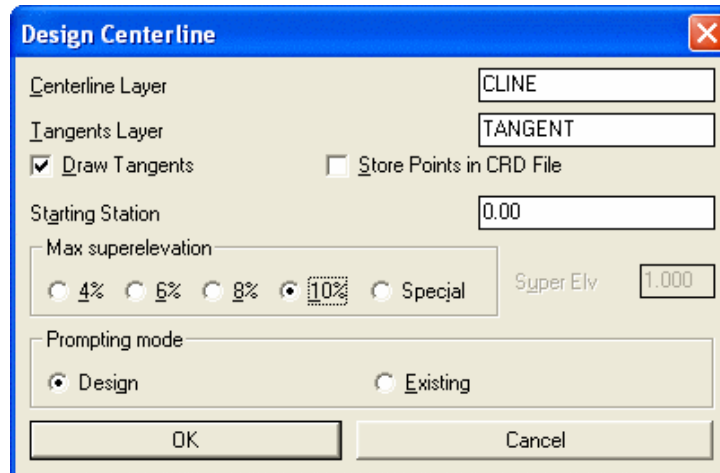 Design Centerline
Centerline Layer CLINE
Tangents Layer TANGENT
Draw Tangents Store Points in CRD File
Starting Station 0.00
Max superelevation
4% 6% 8% 10% Special Super Elv 1.000
Prompting mode
Design Existing
OK Cancel